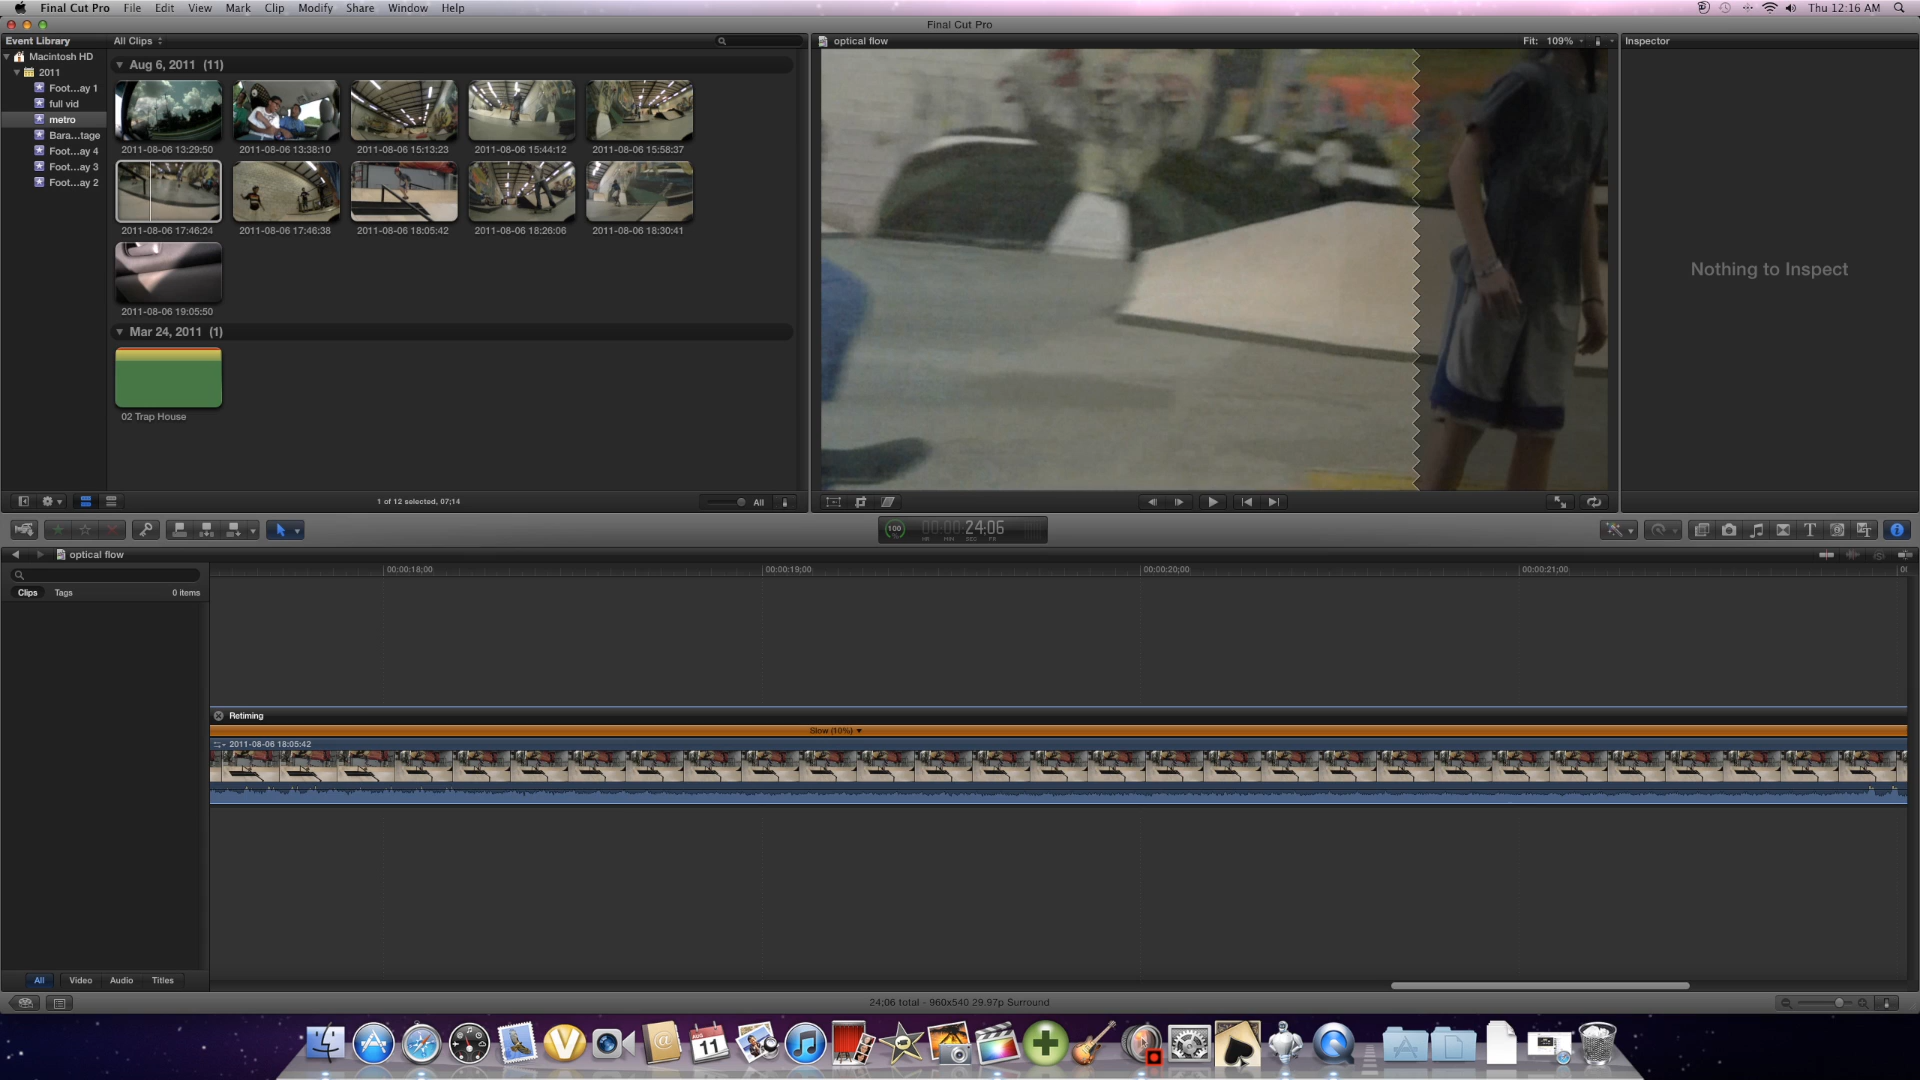 Final Cut Pro File Edit View Mark Clip Modify Share Window Help Thu 12:16 AM
Final Cut Pro
Event Library All Clips optical flow Fit: 109% Inspector
Macintosh HD
2011
Foot...ay 1
full vid
metro
Bara...tage
Foot...ay 4
Foot...ay 3
Foot...ay 2
Aug 6, 2011 (11)
2011-08-06 13:29:50 2011-08-06 13:38:10 2011-08-06 15:13:23 2011-08-06 15:44:12 2011-08-06 15:58:37
2011-08-06 17:46:24 2011-08-06 17:46:38 2011-08-06 18:05:42 2011-08-06 18:26:06 2011-08-06 18:30:41
2011-08-06 19:05:50
Mar 24, 2011 (1)
02 Trap House
Nothing to Inspect
1 of 12 selected, 07;14 All
100 % 00:00:24;06
HR MIN SEC FR
optical flow
00:00:18;00 00:00:19;00 00:00:20;00 00:00:21;00
Clips Tags 0 items
Retiming
Slow (10%)
2011-08-06 18:05:42
All Video Audio Titles
24;06 total - 960x540 29.97p Surround
AUG
11